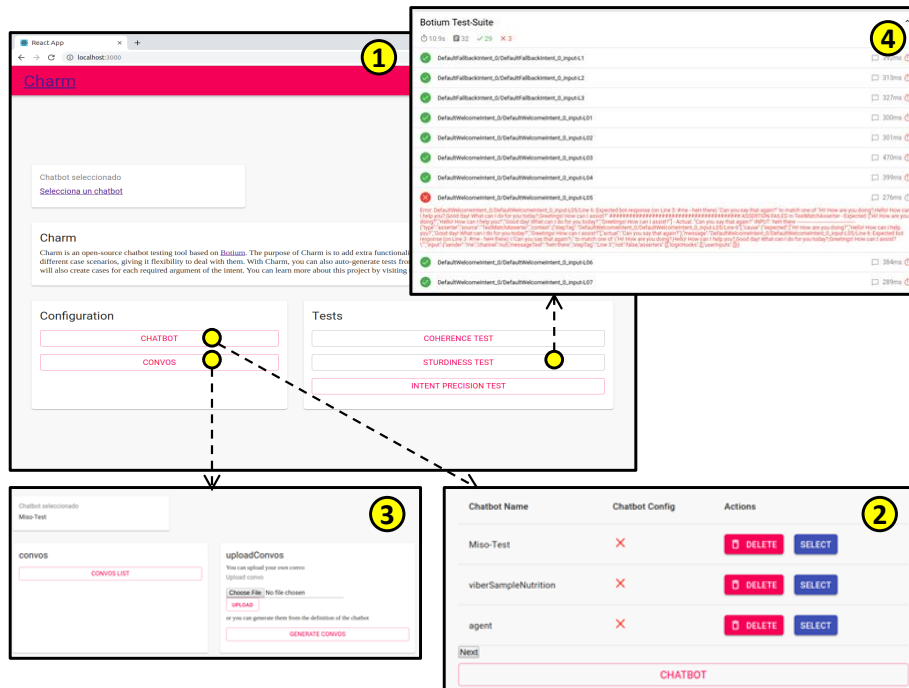 React App
localhost:3000
1
Charm
Chatbot seleccionado
Selecciona un chatbot
Charm
Charm is an open-source chatbot testing tool based on Botium. The purpose of Charm is to add extra functionali
different case scenarios, giving it flexibility to deal with them. With Charm, you can also auto-generate tests fro
will also create cases for each required argument of the intent. You can learn more about this project by visiting
Configuration
CHATBOT
CONVOS
Tests
COHERENCE TEST
STURDINESS TEST
INTENT PRECISION TEST
Botium Test-Suite
4
10.9s 32 29 3
DefaultFallbackIntent_0/DefaultFallbackIntent_0_input-L1
DefaultFallbackIntent_0/DefaultFallbackIntent_0_input-L2 313ms
DefaultFallbackIntent_0/DefaultFallbackIntent_0_input-L3 327ms
DefaultWelcomeIntent_0/DefaultWelcomeIntent_0_input-L01 300ms
DefaultWelcomeIntent_0/DefaultWelcomeIntent_0_input-L02 301ms
DefaultWelcomeIntent_0/DefaultWelcomeIntent_0_input-L03 470ms
DefaultWelcomeIntent_0/DefaultWelcomeIntent_0_input-L04 399ms
DefaultWelcomeIntent_0/DefaultWelcomeIntent_0_input-L05 276ms
DefaultWelcomeIntent_0/DefaultWelcomeIntent_0_input-L06 384ms
DefaultWelcomeIntent_0/DefaultWelcomeIntent_0_input-L07 289ms
3
Chatbot seleccionado
Miso-Test
convos
CONVOS LIST
uploadConvos
You can upload your own convo
Upload convo
Choose File No file chosen
UPLOAD
or you can generate them from the definition of the chatbot
GENERATE CONVOS
2
Chatbot Name Chatbot Config Actions
Miso-Test DELETE SELECT
viberSampleNutrition DELETE SELECT
agent DELETE SELECT
Next
CHATBOT